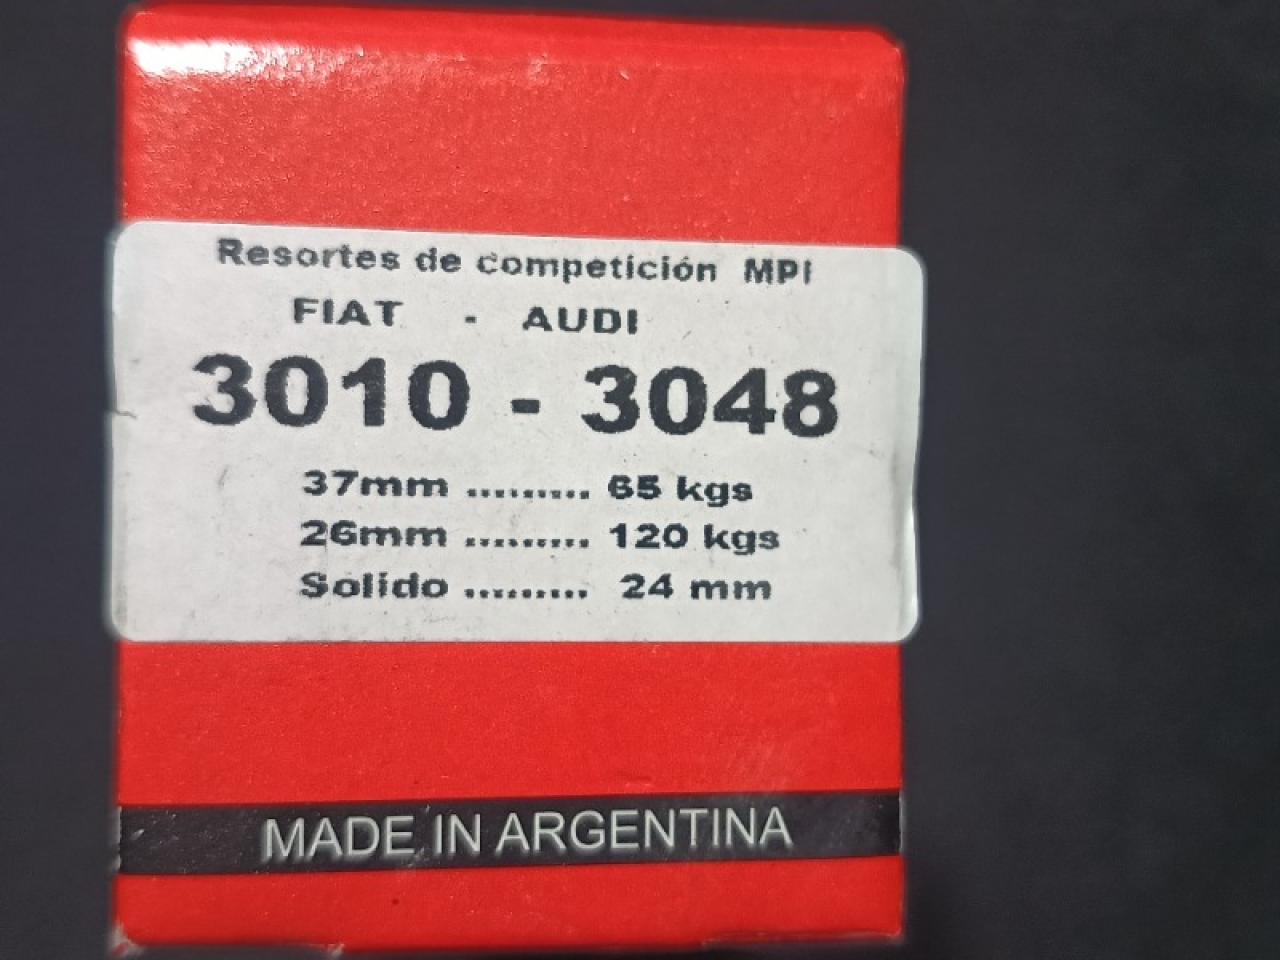 Resortes de competición MPI
FIAT - AUDI
3010 - 3048
37mm ......... 65 kgs
26mm ......... 120 kgs
Solido ......... 24 mm
MADE IN ARGENTINA